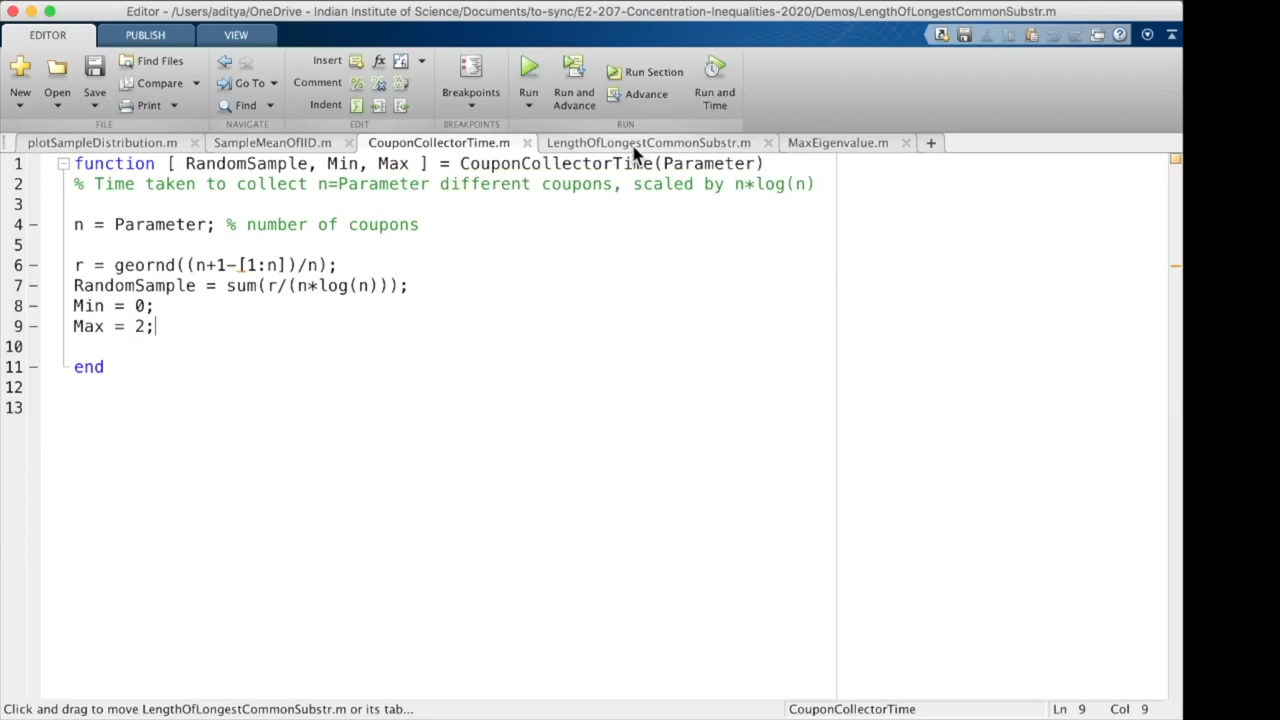 Editor - /Users/aditya/OneDrive - Indian Institute of Science/Documents/to-sync/E2-207-Concentration-Inequalities-2020/Demos/LengthOfLongestCommonSubstr.m
EDITOR PUBLISH VIEW
New Open Save Find Files Compare Print
Go To Find
Insert fx
Comment
Indent
Breakpoints
Run Run and Advance Run Section Advance Run and Time
FILE NAVIGATE EDIT BREAKPOINTS RUN
plotSampleDistribution.m SampleMeanOfIID.m CouponCollectorTime.m LengthOfLongestCommonSubstr.m MaxEigenvalue.m
1 function [ RandomSample, Min, Max ] = CouponCollectorTime(Parameter)
2 % Time taken to collect n=Parameter different coupons, scaled by n*log(n)
3
4 n = Parameter; % number of coupons
5
6 r = geornd((n+1-[1:n])/n);
7 RandomSample = sum(r/(n*log(n)));
8 Min = 0;
9 Max = 2;
10
11 end
12
13
Click and drag to move LengthOfLongestCommonSubstr.m or its tab... CouponCollectorTime Ln 9 Col 9